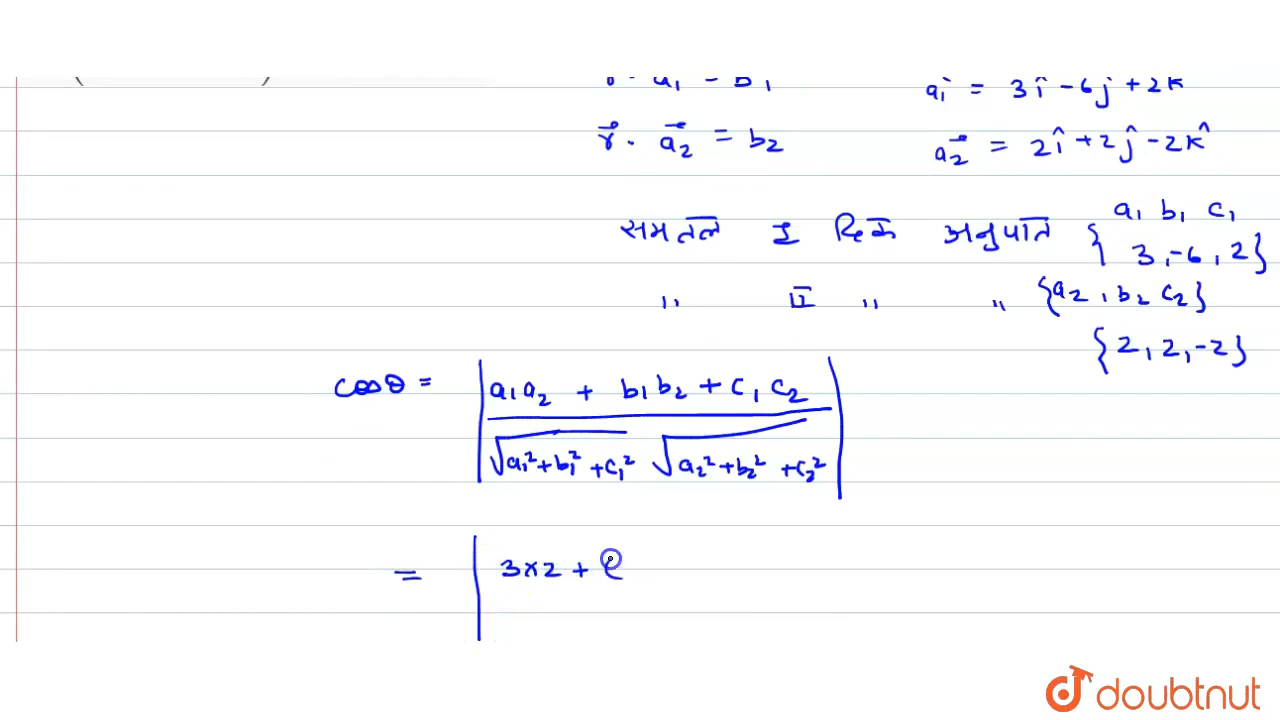 a₁ = 3î - 6ĵ + 2k
r⃗ . a₂⃗ = b₂ a₂⃗ = 2î + 2ĵ - 2k̂
समतल I दिक अनुपात { a₁ b₁ c₁
3, -6, 2}
,, II ,, ,, {a₂, b₂ c₂}
{2, 2, -2}
cosθ = | a₁a₂ + b₁b₂ + c₁c₂ |
√a₁²+b₁²+c₁² √a₂²+b₂²+c₂²
= | 3×2 + (
doubtnut